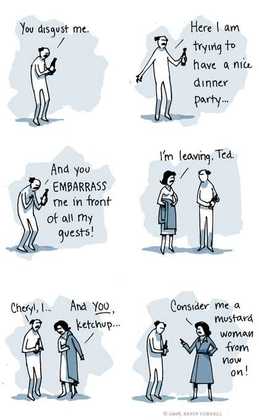 You disgust me.
Here I am
trying to
have a nice
dinner
party...
And you
EMBARRASS
me in front
of all my
guests!
I'm leaving, Ted.
Cheryl, I...
And YOU,
ketchup...
Consider me a
mustard
woman
from
now
on!